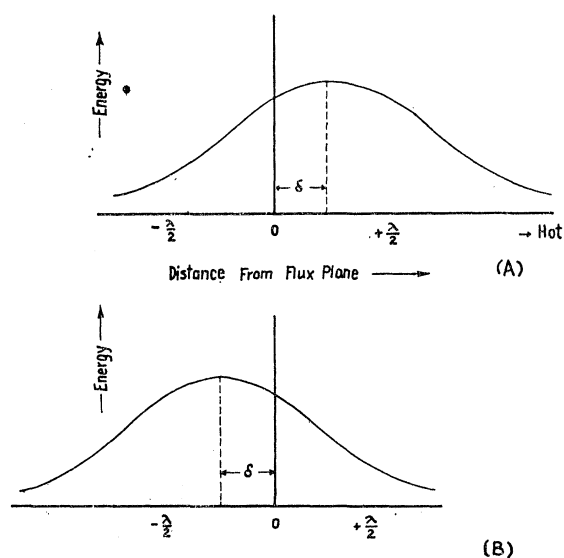 Energy
δ
- λ/2
0
+ λ/2
→ Hot
Distance From Flux Plane
(A)
Energy
δ
- λ/2
0
+ λ/2
(B)